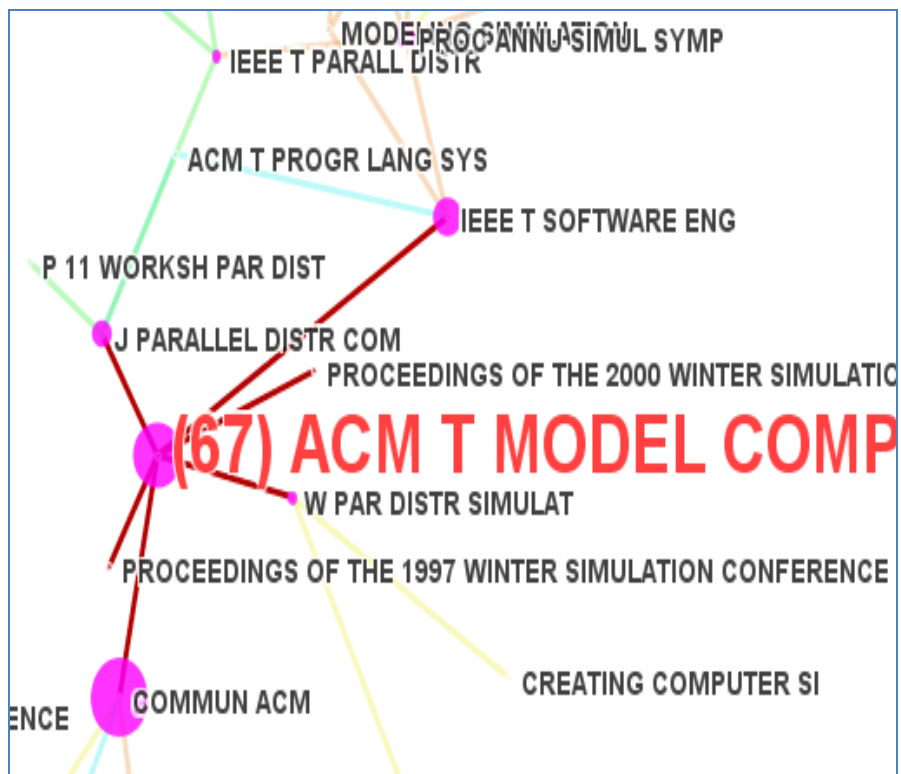 MODELING SIMULATION
PROC ANNU SIMUL SYMP
IEEE T PARALL DISTR
ACM T PROGR LANG SYS
IEEE T SOFTWARE ENG
P 11 WORKSH PAR DIST
J PARALLEL DISTR COM
PROCEEDINGS OF THE 2000 WINTER SIMULATIO
(67) ACM T MODEL COMP
W PAR DISTR SIMULAT
PROCEEDINGS OF THE 1997 WINTER SIMULATION CONFERENCE
CREATING COMPUTER SI
COMMUN ACM
ENCE